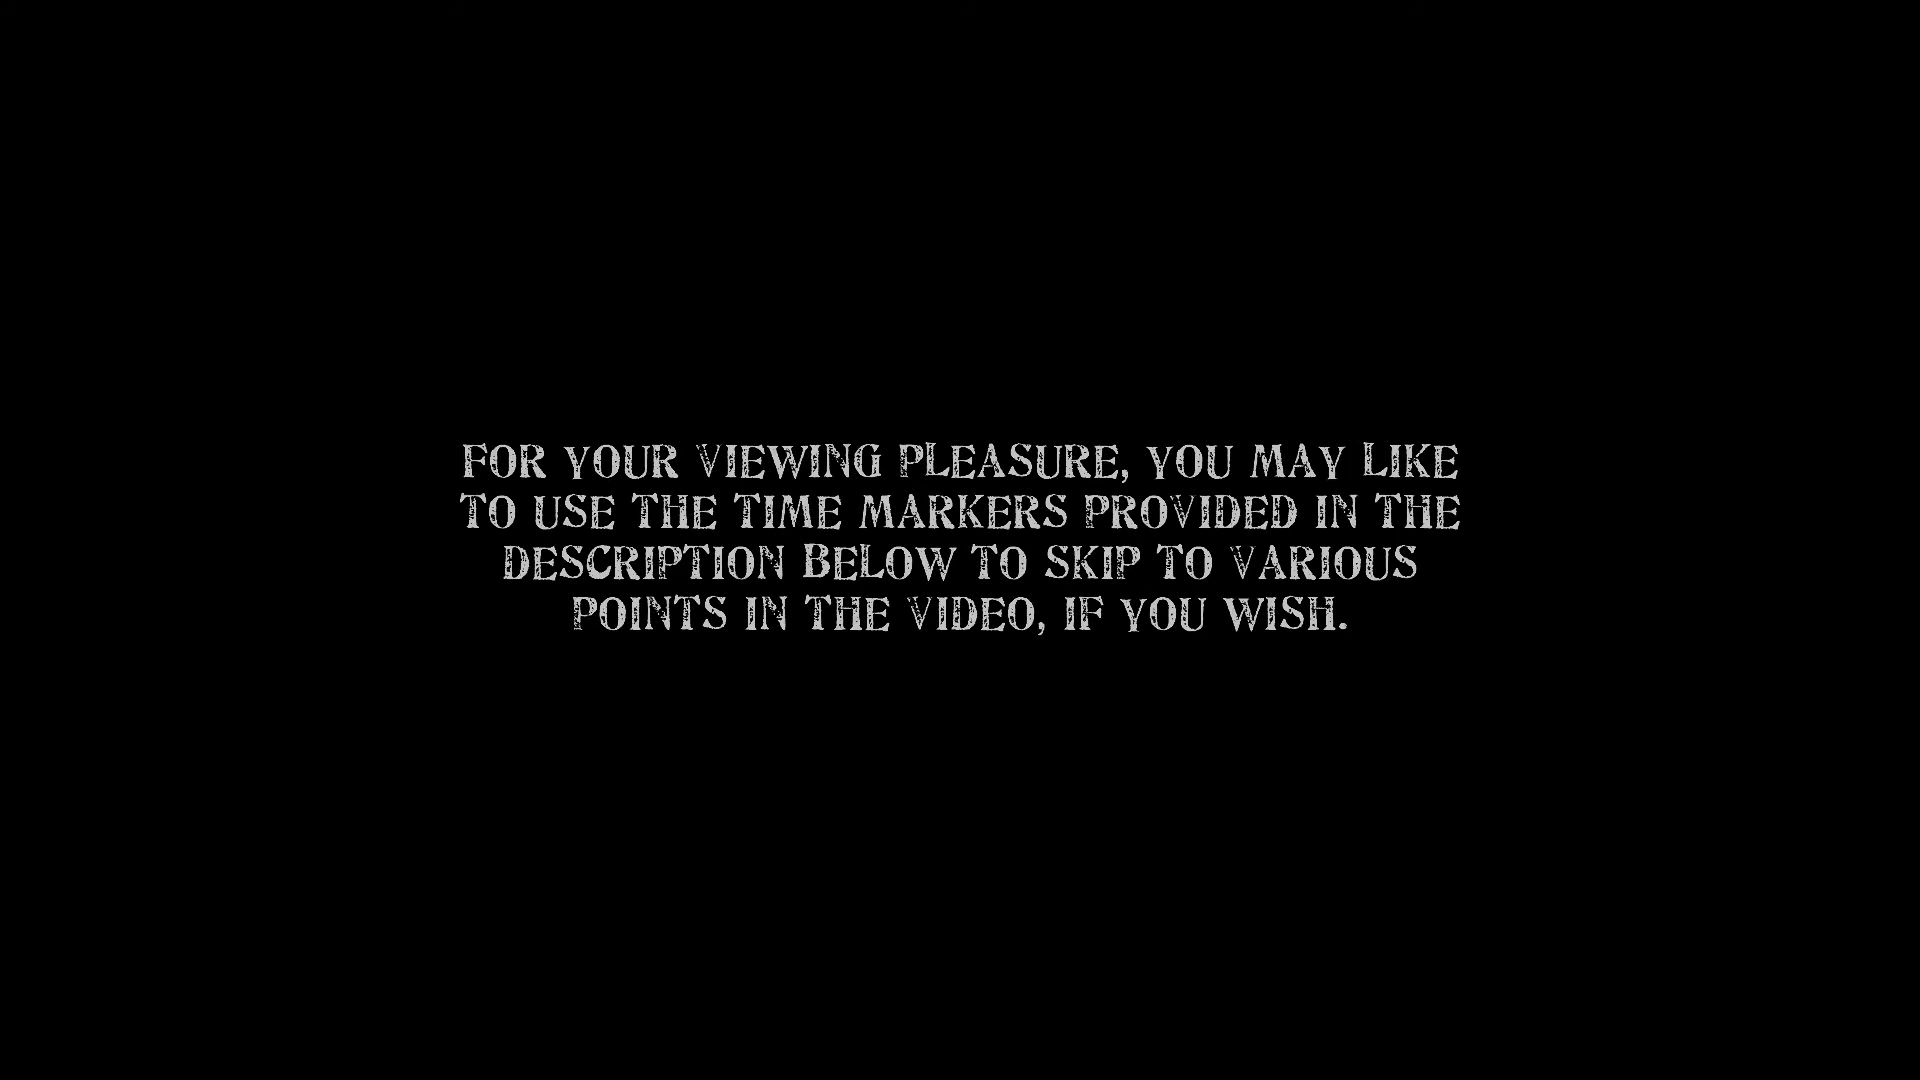 FOR YOUR VIEWING PLEASURE, YOU MAY LIKE
TO USE THE TIME MARKERS PROVIDED IN THE
DESCRIPTION BELOW TO SKIP TO VARIOUS
POINTS IN THE VIDEO, IF YOU WISH.